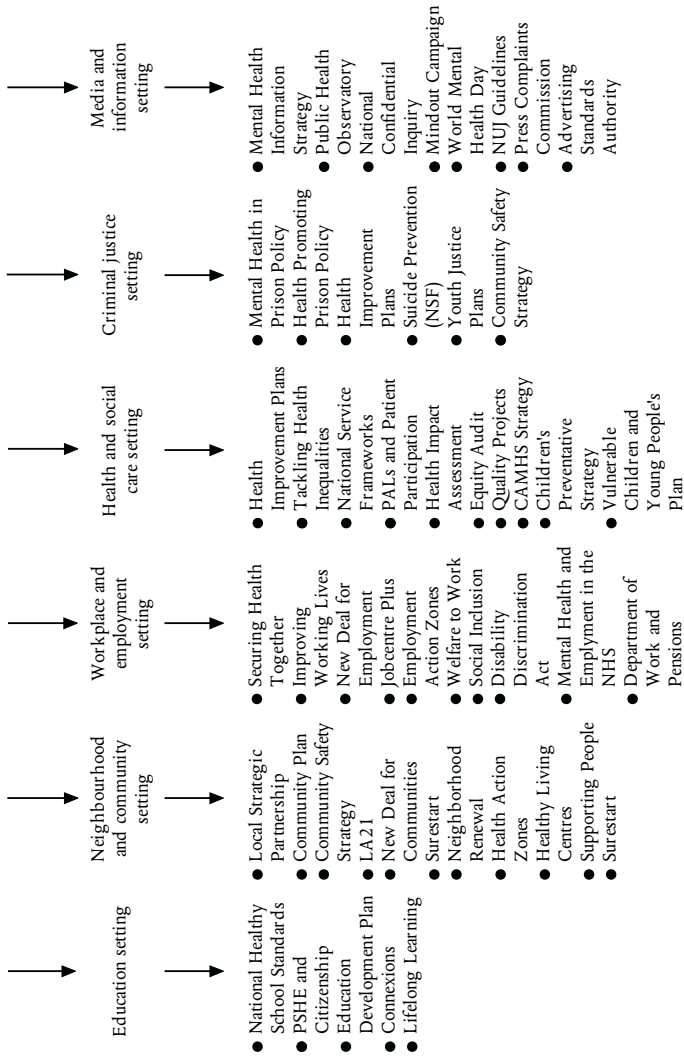 Education setting
● National Healthy
School Standards
● PSHE and
Citizenship
● Education
Development Plan
● Connexions
● Lifelong Learning
Neighbourhood
and community
setting
● Local Strategic
Partnership
● Community Plan
● Community Safety
Strategy
● LA21
● New Deal for
Communities
● Surestart
● Neighborhood
Renewal
● Health Action
Zones
● Healthy Living
Centres
● Supporting People
● Surestart
Workplace and
employment
setting
● Securing Health
Together
● Improving
Working Lives
● New Deal for
Employment
● Jobcentre Plus
● Employment
Action Zones
● Welfare to Work
● Social Inclusion
● Disability
Discrimination
Act
● Mental Health and
Emplyment in the
NHS
● Department of
Work and
Pensions
Health and social
care setting
● Health
Improvement Plans
● Tackling Health
Inequalities
● National Service
Frameworks
● PALs and Patient
Participation
● Health Impact
Assessment
● Equity Audit
● Quality Projects
● CAMHS Strategy
● Children's
Preventative
Strategy
● Vulnerable
Children and
Young People's
Plan
Criminal justice
setting
● Mental Health in
Prison Policy
● Health Promoting
Prison Policy
● Health
Improvement
Plans
● Suicide Prevention
(NSF)
● Youth Justice
Plans
● Community Safety
Strategy
Media and
information
setting
● Mental Health
Information
Strategy
● Public Health
Observatory
● National
Confidential
Inquiry
● Mindout Campaign
● World Mental
Health Day
● NUJ Guidelines
● Press Complaints
Commission
● Advertising
Standards
Authority